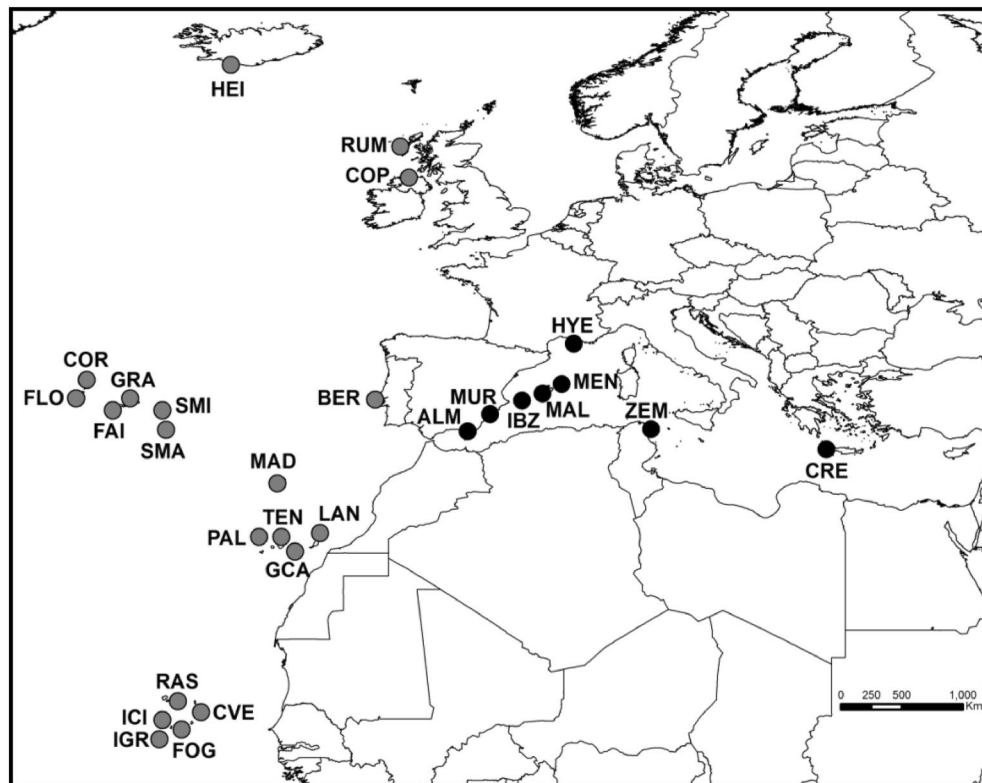 HEI
RUM
COP
HYE
COR
GRA
MEN
FLO
SMI
BER
MUR
MAL
FAI
ALM
IBZ
ZEM
SMA
MAD
CRE
TEN
LAN
PAL
GCA
RAS
0 250 500 1,000
Km
ICI
CVE
IGR
FOG